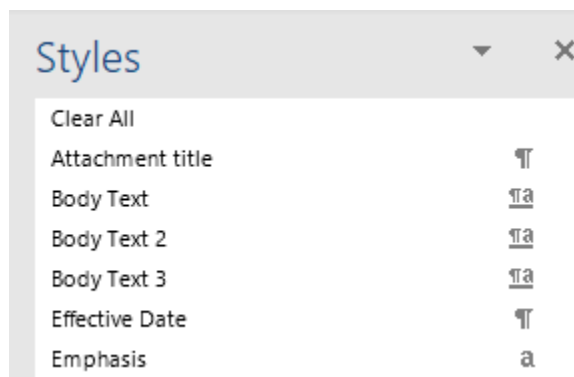 Styles
Clear All
Attachment title ¶
Body Text ¶a
Body Text 2 ¶a
Body Text 3 ¶a
Effective Date ¶
Emphasis a